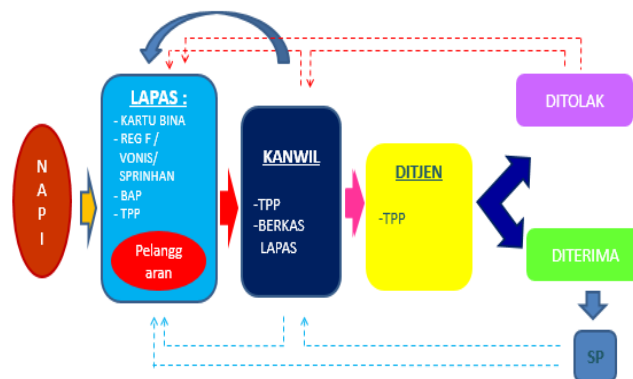 N
A
P
I
LAPAS :
- KARTU BINA
- REG F /
VONIS/
SPRINHAN
- BAP
- TPP
Pelangg
aran
KANWIL
-TPP
-BERKAS
LAPAS
DITJEN
-TPP
DITOLAK
DITERIMA
SP